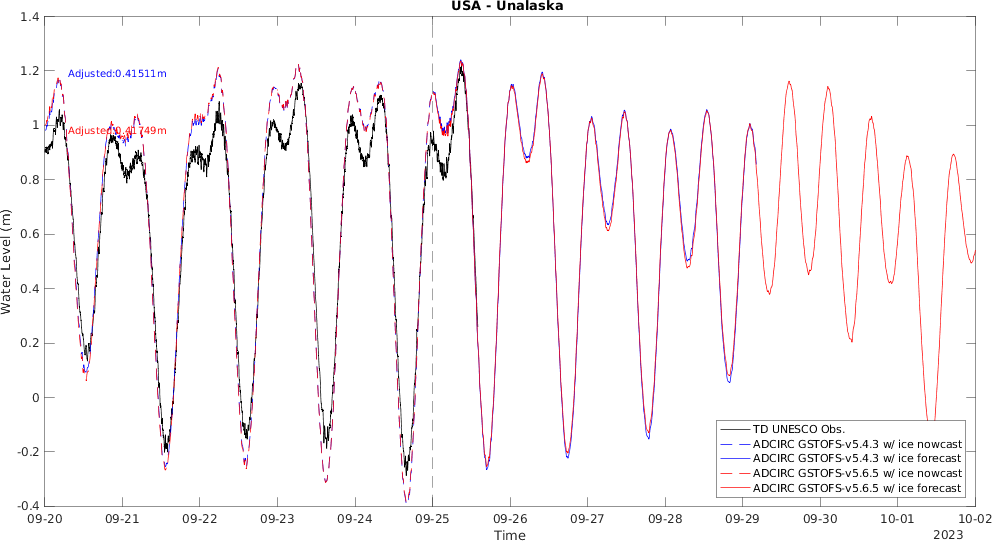 USA - Unalaska
1.4
1.2
1
0.8
0.6
0.4
0.2
0
-0.2
-0.4
Water Level (m)
Adjusted:0.41511m
Adjusted:0.41749m
TD UNESCO Obs.
ADCIRC GSTOFS-v5.4.3 w/ ice nowcast
ADCIRC GSTOFS-v5.4.3 w/ ice forecast
ADCIRC GSTOFS-v5.6.5 w/ ice nowcast
ADCIRC GSTOFS-v5.6.5 w/ ice forecast
09-20 09-21 09-22 09-23 09-24 09-25 09-26 09-27 09-28 09-29 09-30 10-01 10-02
Time
2023